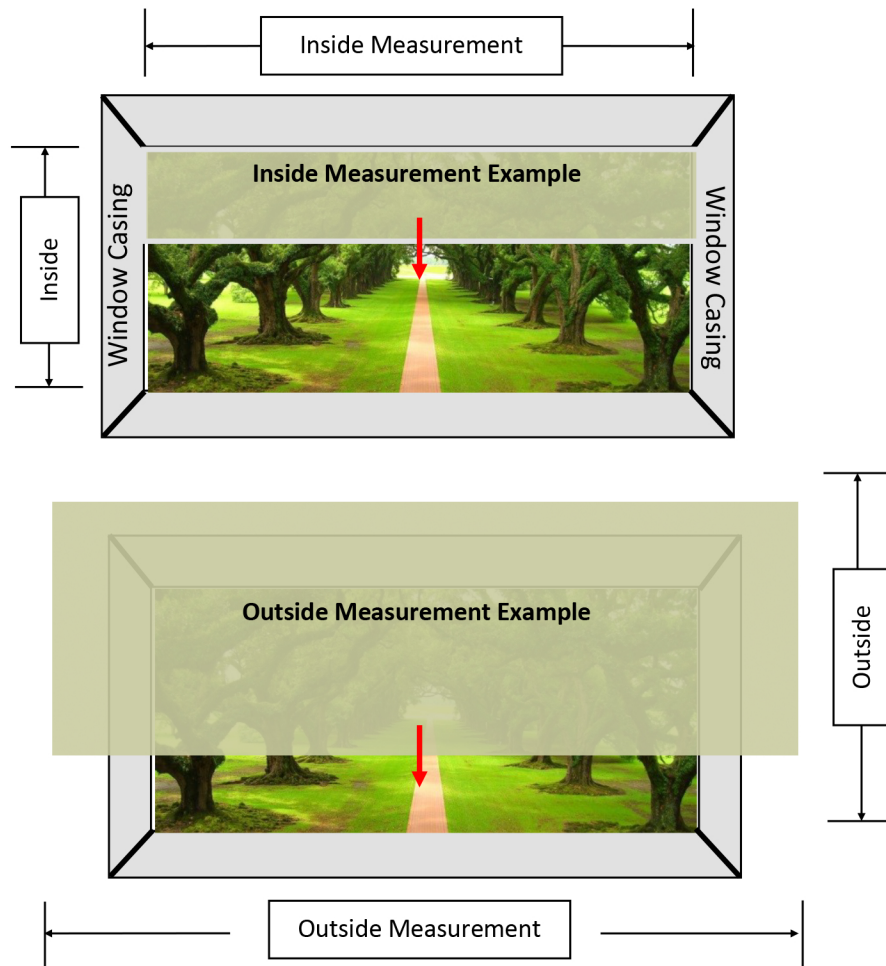 Inside Measurement
Inside Measurement Example
Inside
Window Casing
Window Casing
Outside Measurement Example
Outside
Outside Measurement